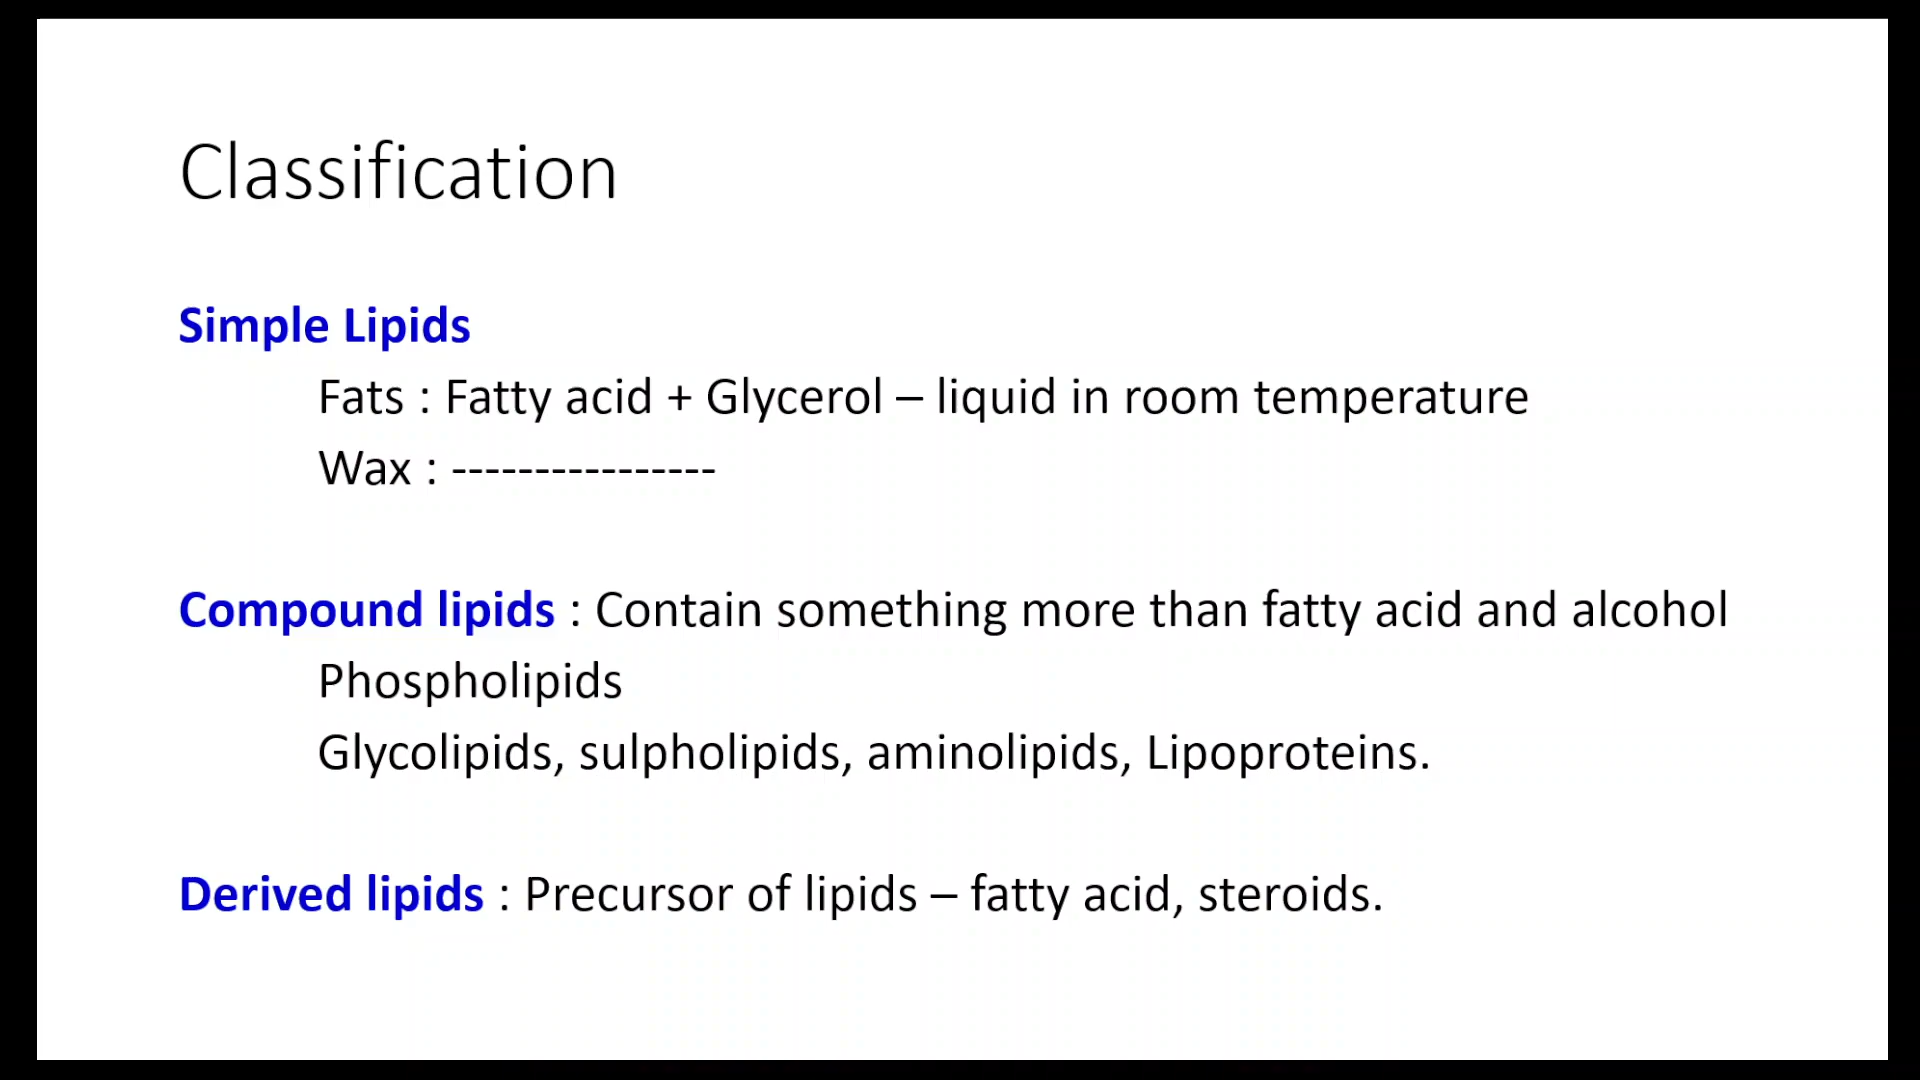 Classification
Simple Lipids
Fats : Fatty acid + Glycerol – liquid in room temperature
Wax : ----------------
Compound lipids : Contain something more than fatty acid and alcohol
Phospholipids
Glycolipids, sulpholipids, aminolipids, Lipoproteins.
Derived lipids : Precursor of lipids – fatty acid, steroids.